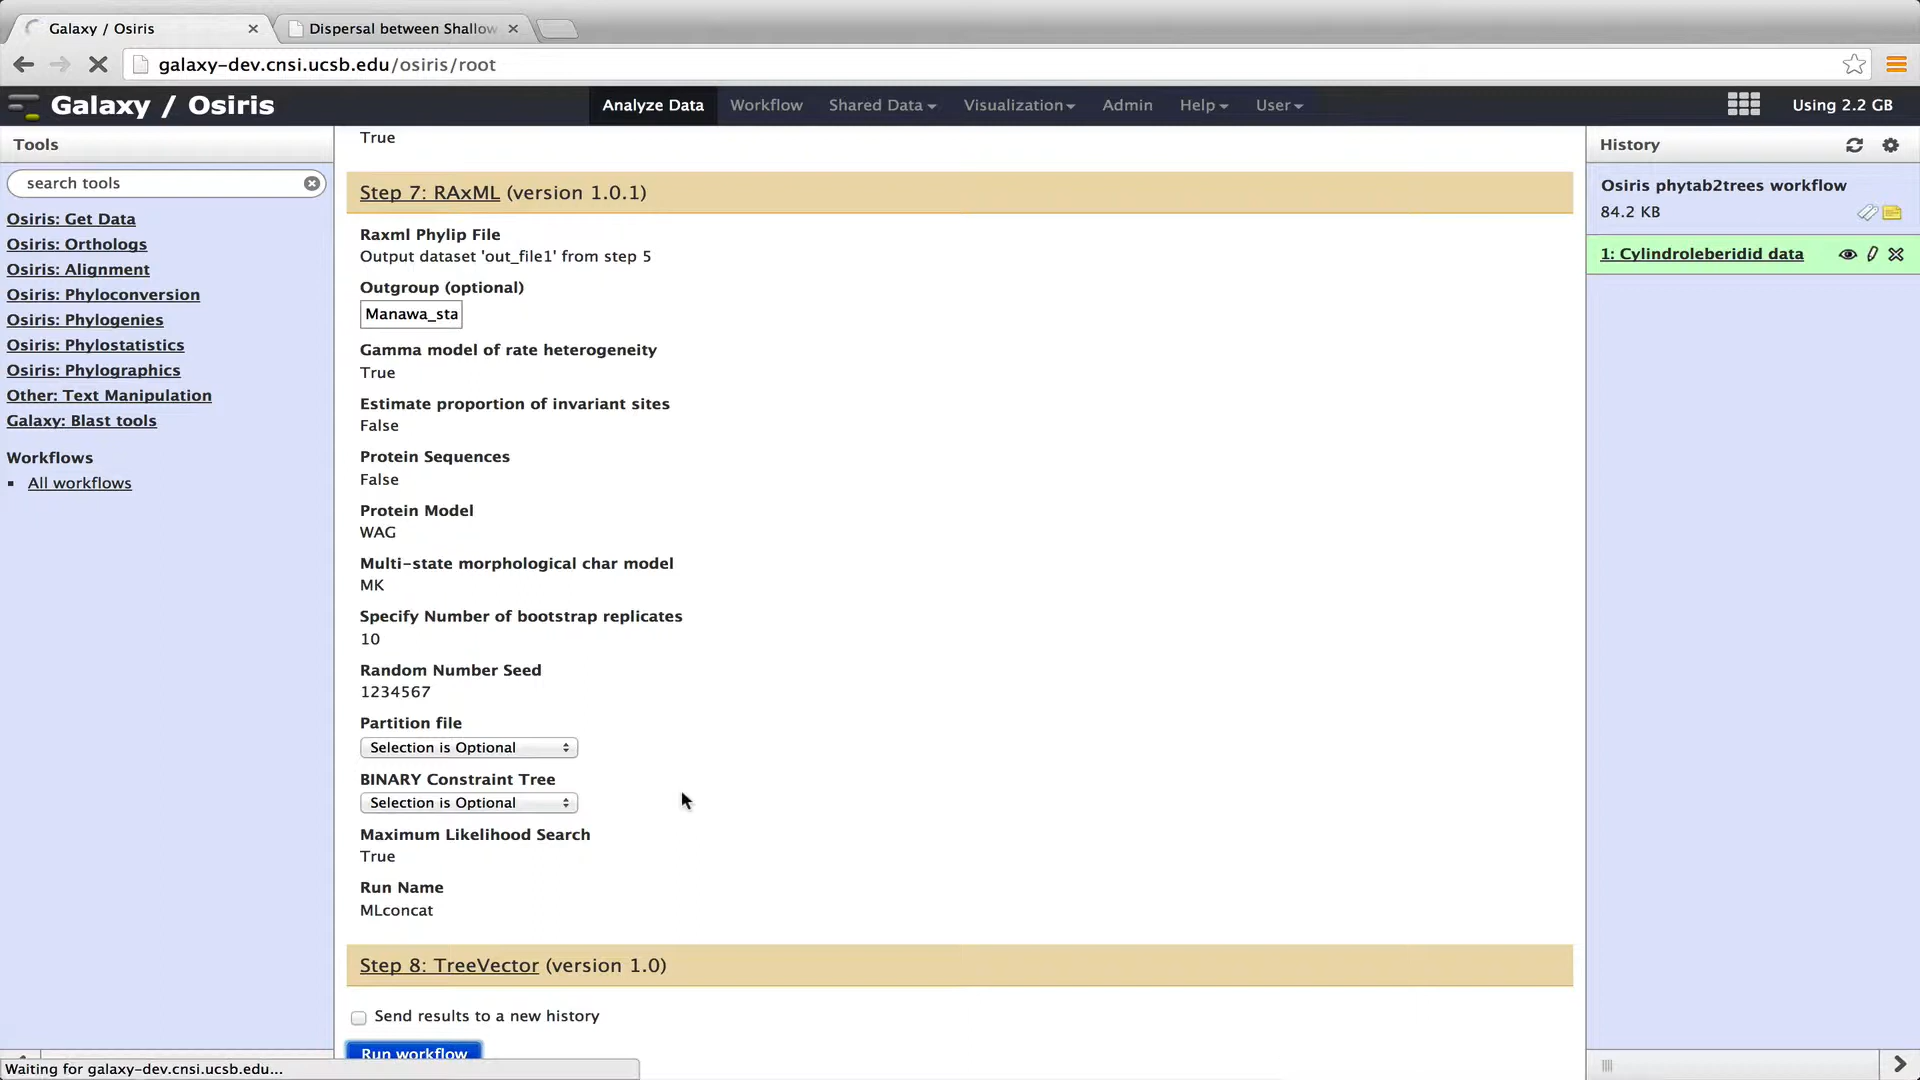 Galaxy / Osiris
Dispersal between Shallow
galaxy-dev.cnsi.ucsb.edu/osiris/root
Galaxy / Osiris
Analyze Data
Workflow
Shared Data
Visualization
Admin
Help
User
Using 2.2 GB
Tools
search tools
Osiris: Get Data
Osiris: Orthologs
Osiris: Alignment
Osiris: Phyloconversion
Osiris: Phylogenies
Osiris: Phylostatistics
Osiris: Phylographics
Other: Text Manipulation
Galaxy: Blast tools
Workflows
All workflows
True
Step 7: RAxML (version 1.0.1)
Raxml Phylip File
Output dataset 'out_file1' from step 5
Outgroup (optional)
Manawa_sta
Gamma model of rate heterogeneity
True
Estimate proportion of invariant sites
False
Protein Sequences
False
Protein Model
WAG
Multi-state morphological char model
MK
Specify Number of bootstrap replicates
10
Random Number Seed
1234567
Partition file
Selection is Optional
BINARY Constraint Tree
Selection is Optional
Maximum Likelihood Search
True
Run Name
MLconcat
Step 8: TreeVector (version 1.0)
Send results to a new history
Run workflow
History
Osiris phytab2trees workflow
84.2 KB
1: Cylindroleberidid data
Waiting for galaxy-dev.cnsi.ucsb.edu...